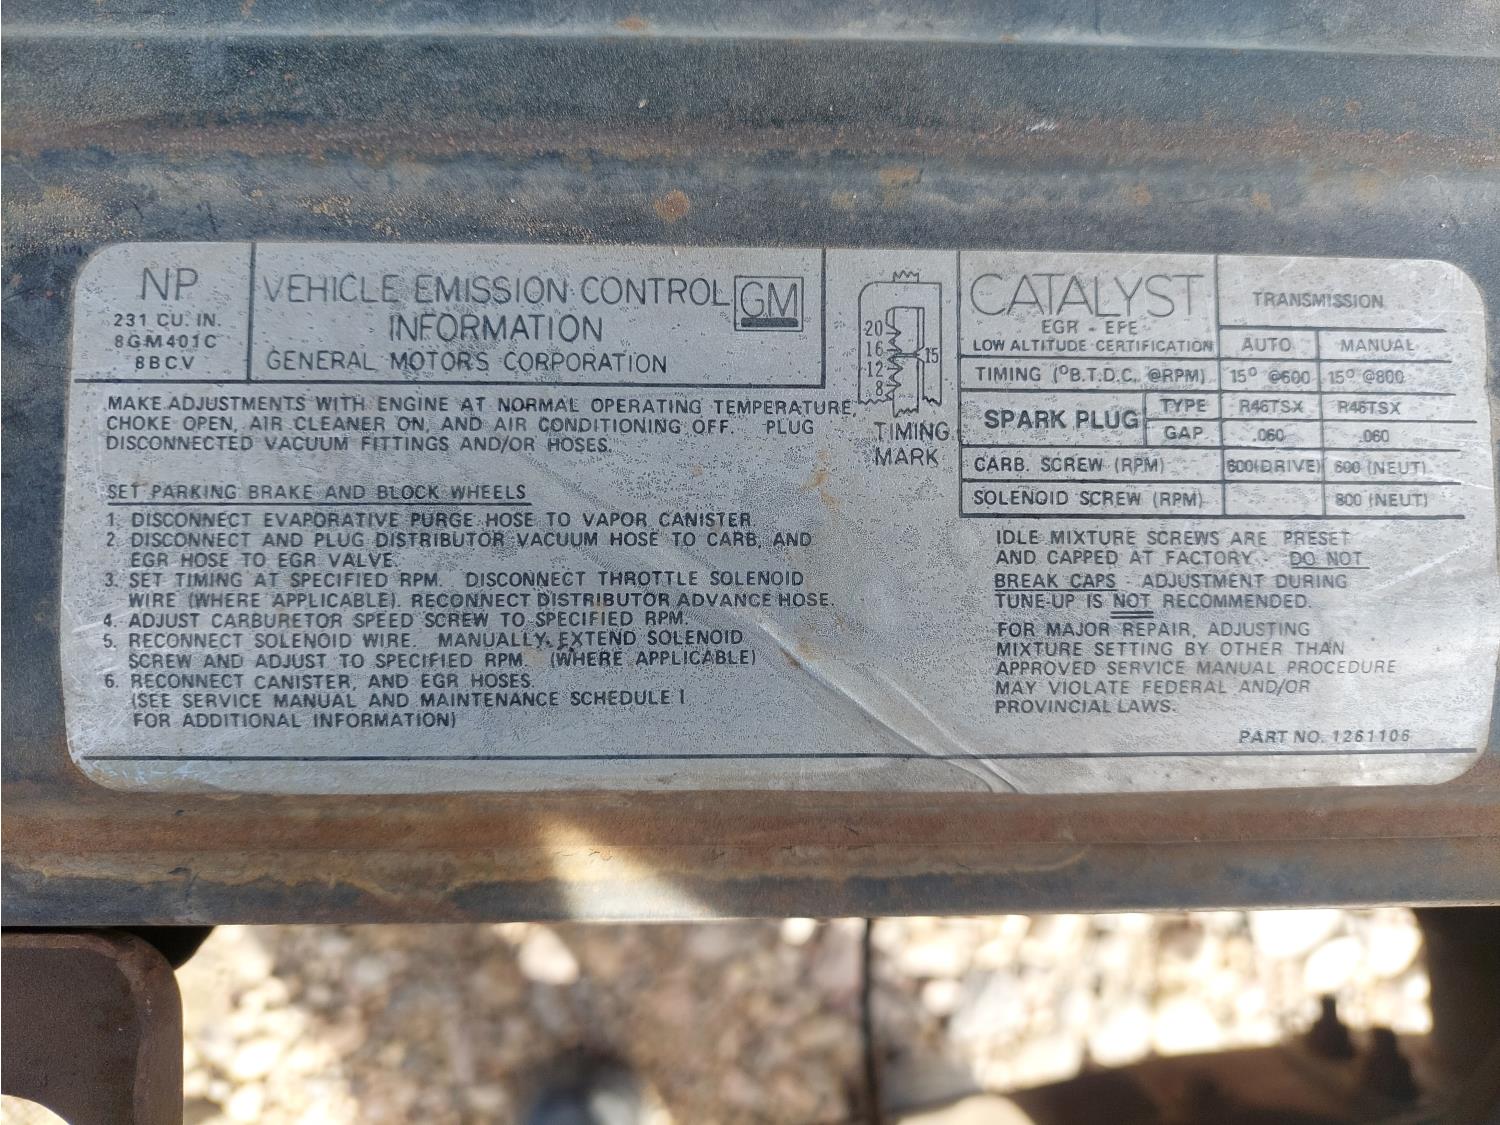 NP
231 CU. IN.
8GM401C
8BCV
VEHICLE EMISSION CONTROL
INFORMATION
GENERAL MOTORS CORPORATION
GM
MAKE ADJUSTMENTS WITH ENGINE AT NORMAL OPERATING TEMPERATURE,
CHOKE OPEN, AIR CLEANER ON, AND AIR CONDITIONING OFF. PLUG
DISCONNECTED VACUUM FITTINGS AND/OR HOSES.
SET PARKING BRAKE AND BLOCK WHEELS
1. DISCONNECT EVAPORATIVE PURGE HOSE TO VAPOR CANISTER.
2. DISCONNECT AND PLUG DISTRIBUTOR VACUUM HOSE TO CARB, AND
EGR HOSE TO EGR VALVE.
3. SET TIMING AT SPECIFIED RPM. DISCONNECT THROTTLE SOLENOID
WIRE (WHERE APPLICABLE). RECONNECT DISTRIBUTOR ADVANCE HOSE.
4. ADJUST CARBURETOR SPEED SCREW TO SPECIFIED RPM.
5. RECONNECT SOLENOID WIRE. MANUALLY EXTEND SOLENOID
SCREW AND ADJUST TO SPECIFIED RPM. (WHERE APPLICABLE)
6. RECONNECT CANISTER, AND EGR HOSES.
(SEE SERVICE MANUAL AND MAINTENANCE SCHEDULE I
FOR ADDITIONAL INFORMATION)
20
16
15
12
8
TIMING
MARK
CATALYST
EGR - EFE
LOW ALTITUDE CERTIFICATION
TRANSMISSION
AUTO MANUAL
TIMING (°B.T.D.C. @RPM) 15° @600 15° @800
SPARK PLUG TYPE R46TSX R46TSX
GAP .060 .060
CARB. SCREW (RPM) 600(DRIVE) 600 (NEUT)
SOLENOID SCREW (RPM) 800 (NEUT)
IDLE MIXTURE SCREWS ARE PRESET
AND CAPPED AT FACTORY - DO NOT
BREAK CAPS - ADJUSTMENT DURING
TUNE-UP IS NOT RECOMMENDED.
FOR MAJOR REPAIR, ADJUSTING
MIXTURE SETTING BY OTHER THAN
APPROVED SERVICE MANUAL PROCEDURE
MAY VIOLATE FEDERAL AND/OR
PROVINCIAL LAWS.
PART NO. 1261106